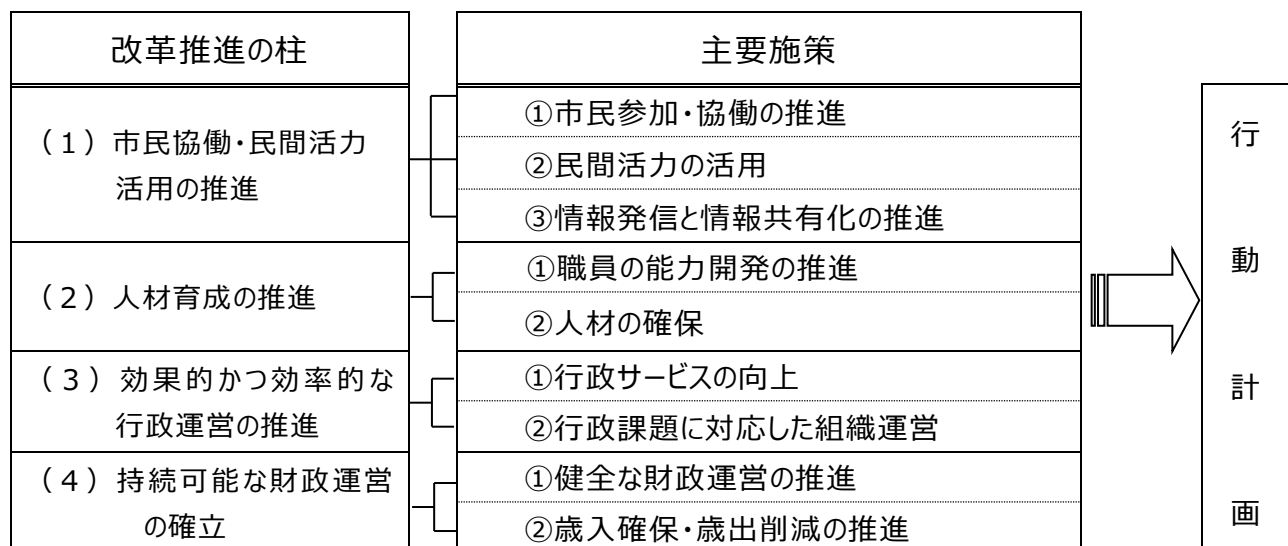 改革推進の柱
主要施策
(1)市民協働・民間活力
活用の推進
①市民参加・協働の推進
②民間活力の活用
③情報発信と情報共有化の推進
(2)人材育成の推進
①職員の能力開発の推進
②人材の確保
(3)効果的かつ効率的な
行政運営の推進
①行政サービスの向上
②行政課題に対応した組織運営
(4)持続可能な財政運営
の確立
①健全な財政運営の推進
②歳入確保・歳出削減の推進
行動計画